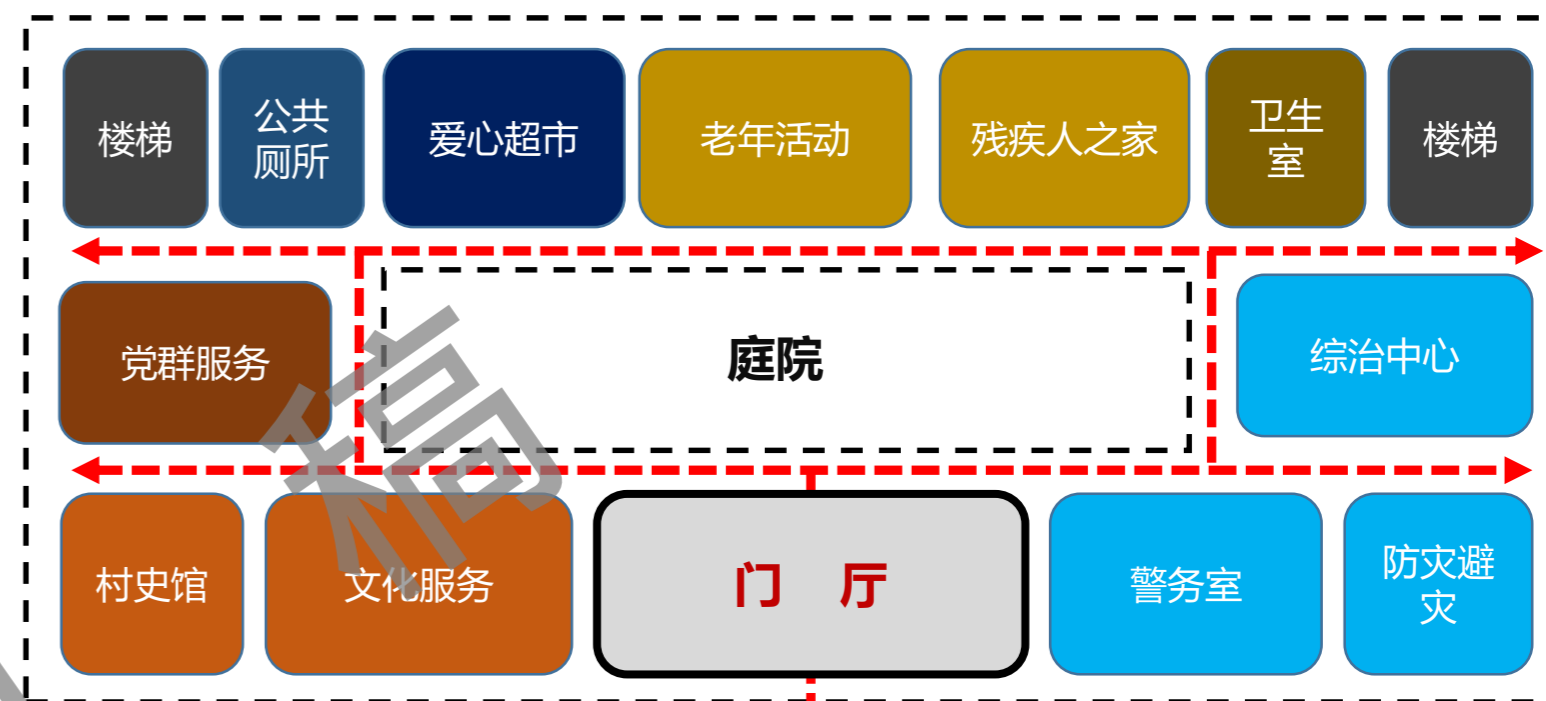 楼梯
公共
厕所
爱心超市
老年活动
残疾人之家
卫生
室
楼梯
党群服务
庭院
综治中心
稿
村史馆
文化服务
门 厅
警务室
防灾避
灾